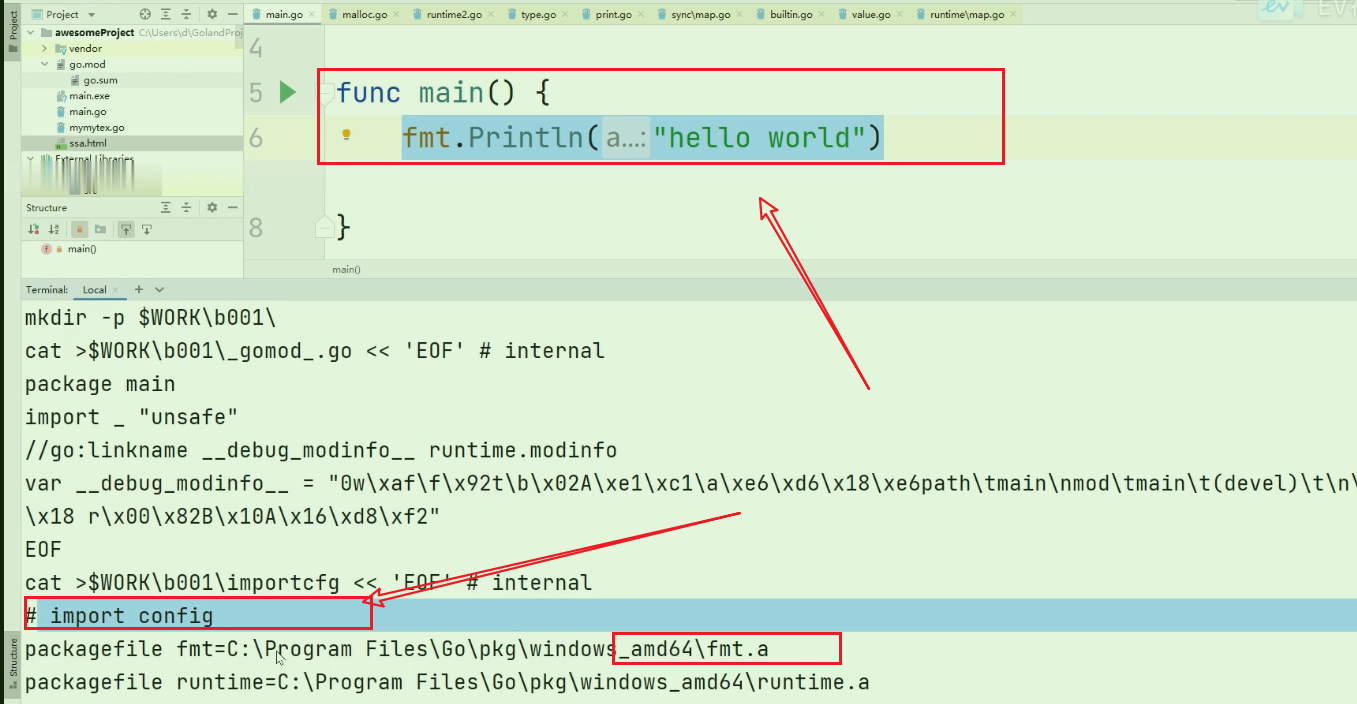 Project
main.go
malloc.go
runtime2.go
type.go
print.go
sync\map.go
builtin.go
value.go
runtime\map.go
Project
awesomeProject C:\Users\d\GolandProj
vendor
go.mod
go.sum
main.exe
main.go
mymytex.go
ssa.html
External Libraries
4
5 func main() {
6 fmt.Println(a...:"hello world")
8 }
main()
Structure
main()
Terminal: Local
mkdir -p $WORK\b001\
cat >$WORK\b001\_gomod_.go << 'EOF' # internal
package main
import _ "unsafe"
//go:linkname __debug_modinfo__ runtime.modinfo
var __debug_modinfo__ = "0w\xaf\f\x92t\b\x02A\xe1\xc1\a\xe6\xd6\x18\xe6path\tmain\nmod\tmain\t(devel)\t\n\
\x18 r\x00\x82B\x10A\x16\xd8\xf2"
EOF
cat >$WORK\b001\importcfg << 'EOF' # internal
# import config
packagefile fmt=C:\Program Files\Go\pkg\windows_amd64\fmt.a
packagefile runtime=C:\Program Files\Go\pkg\windows_amd64\runtime.a
Structure